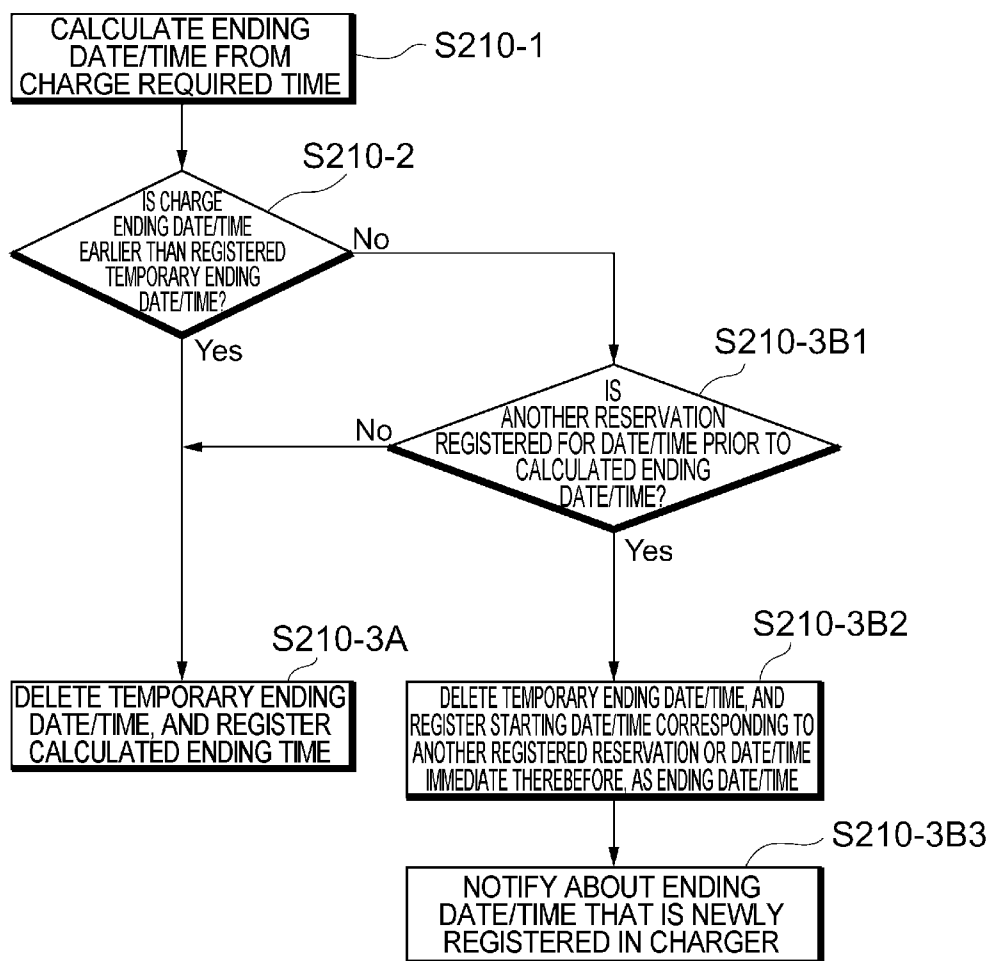 CALCULATE ENDING
DATE/TIME FROM
CHARGE REQUIRED TIME
S210-1
S210-2
IS CHARGE
ENDING DATE/TIME
EARLIER THAN REGISTERED
TEMPORARY ENDING
DATE/TIME?
No
Yes
S210-3B1
IS
ANOTHER RESERVATION
REGISTERED FOR DATE/TIME PRIOR TO
CALCULATED ENDING
DATE/TIME?
No
Yes
S210-3A
DELETE TEMPORARY ENDING
DATE/TIME, AND REGISTER
CALCULATED ENDING TIME
S210-3B2
DELETE TEMPORARY ENDING DATE/TIME, AND
REGISTER STARTING DATE/TIME CORRESPONDING TO
ANOTHER REGISTERED RESERVATION OR DATE/TIME
IMMEDIATE THEREBEFORE, AS ENDING DATE/TIME
S210-3B3
NOTIFY ABOUT ENDING
DATE/TIME THAT IS NEWLY
REGISTERED IN CHARGER